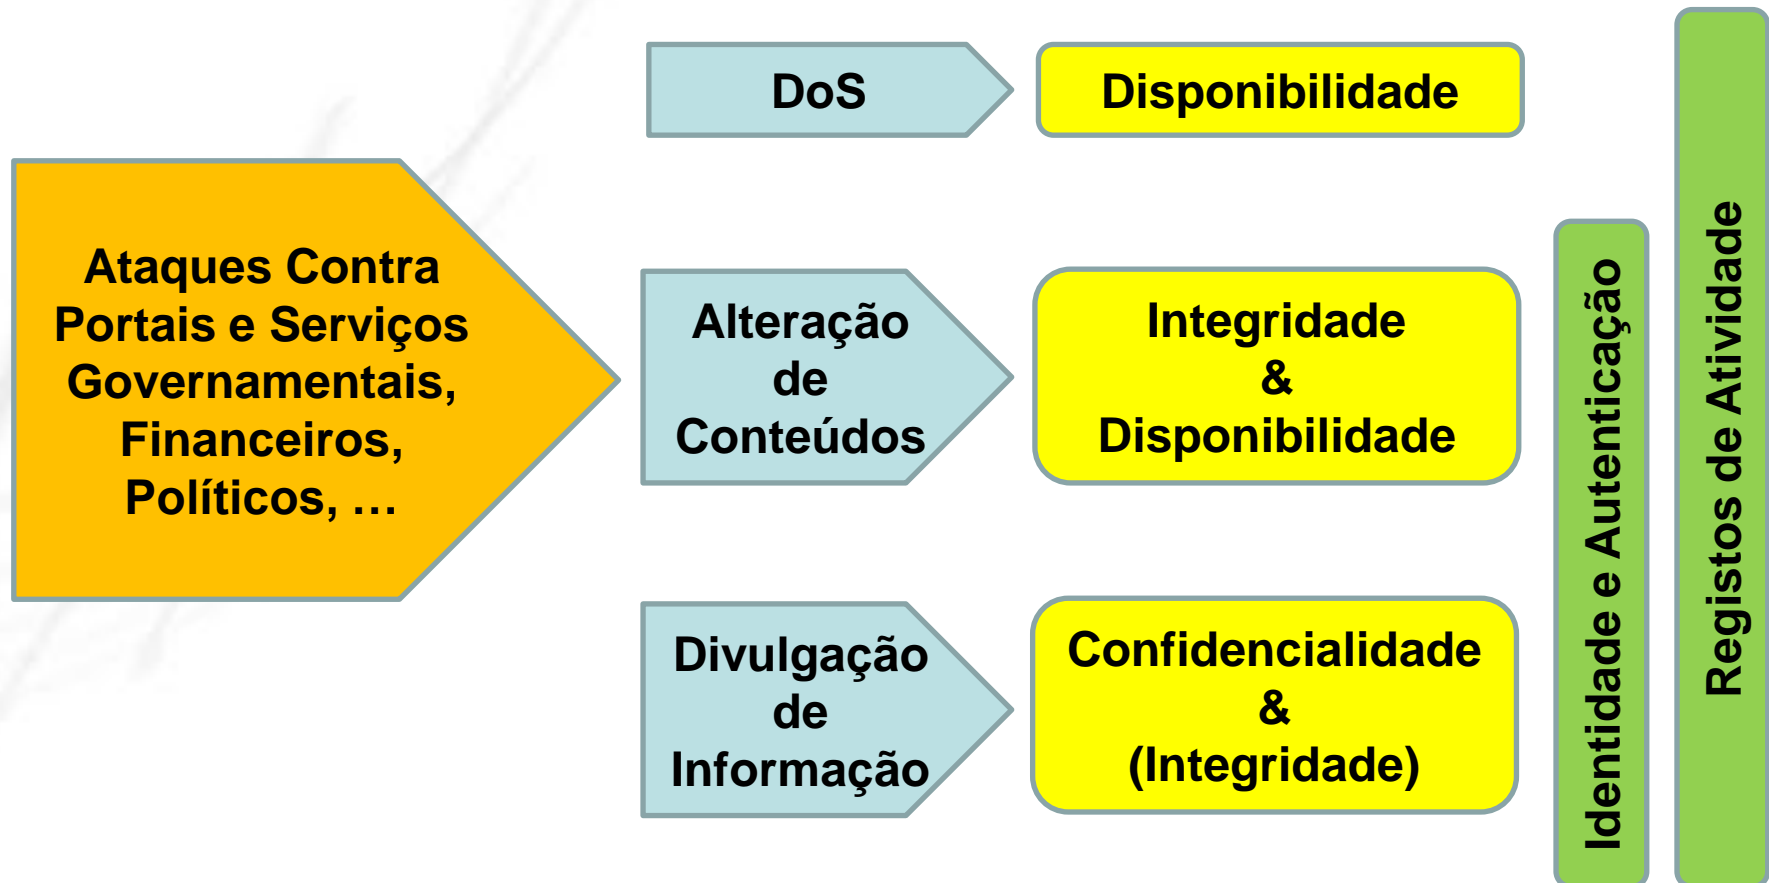 Ataques Contra
Portais e Serviços
Governamentais,
Financeiros,
Políticos, …
DoS
Disponibilidade
Alteração
de
Conteúdos
Integridade
&
Disponibilidade
Divulgação
de
Informação
Confidencialidade
&
(Integridade)
Identidade e Autenticação
Registos de Atividade